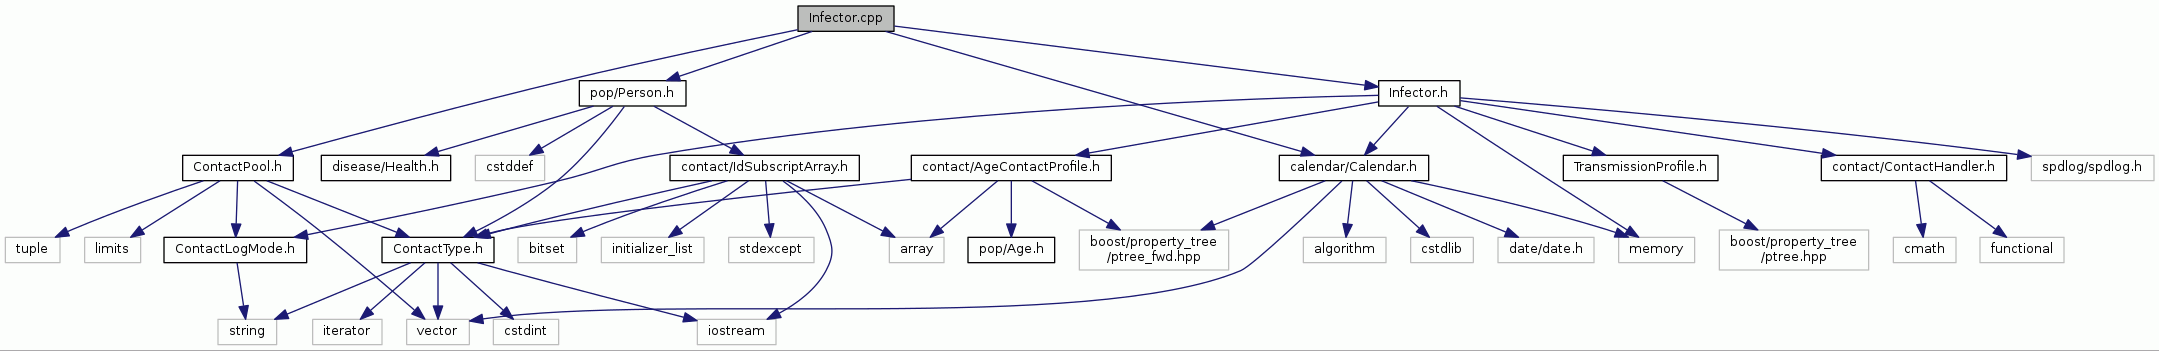 Infector.cpp
pop/Person.h
Infector.h
ContactPool.h
disease/Health.h
cstddef
contact/IdSubscriptArray.h
contact/AgeContactProfile.h
calendar/Calendar.h
TransmissionProfile.h
contact/ContactHandler.h
spdlog/spdlog.h
tuple
limits
ContactLogMode.h
ContactType.h
bitset
initializer_list
stdexcept
array
pop/Age.h
boost/property_tree
/ptree_fwd.hpp
algorithm
cstdlib
date/date.h
memory
boost/property_tree
/ptree.hpp
cmath
functional
string
iterator
vector
cstdint
iostream